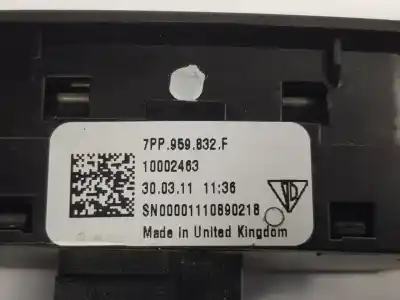 7PP.959.832.F
10002463
30.03.11 11:36
SN00001110890218
Made in United Kingdom